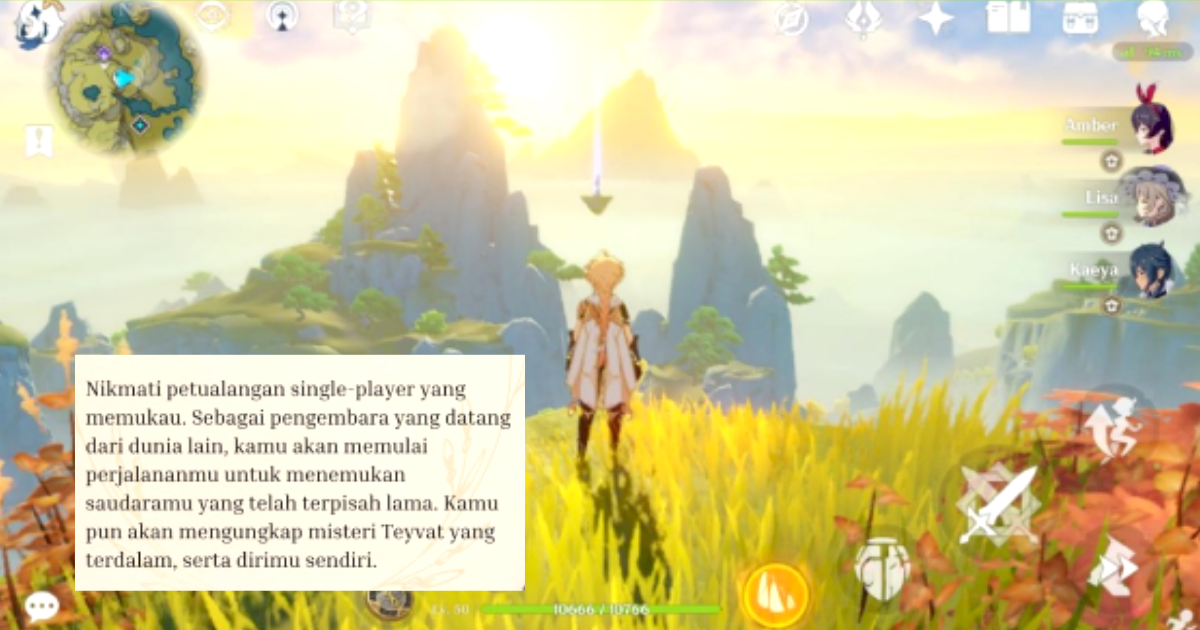 Amber
Lisa
Kaeya
Nikmati petualangan single-player yang
memukau. Sebagai pengembara yang datang
dari dunia lain, kamu akan memulai
perjalananmu untuk menemukan
saudaramu yang telah terpisah lama. Kamu
pun akan mengungkap misteri Teyvat yang
terdalam, serta dirimu sendiri.
Lv. 90
10666 / 10766